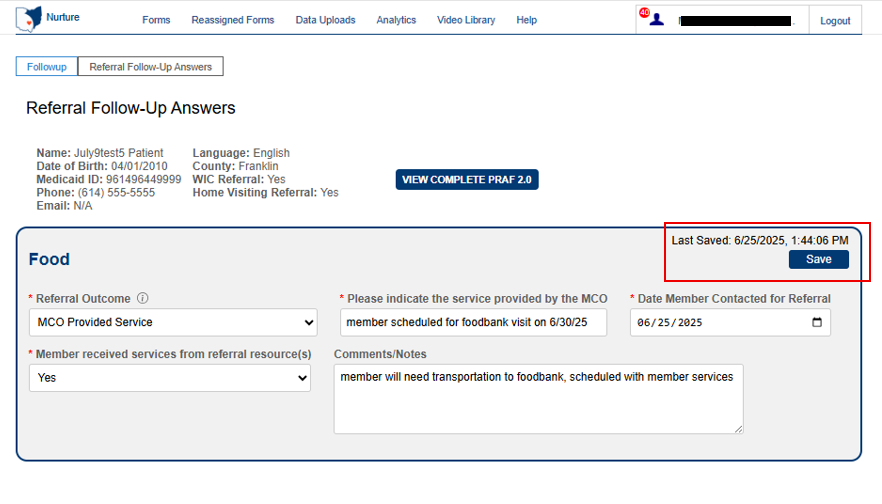 Nurture Forms Reassigned Forms Data Uploads Analytics Video Library Help 40 Logout
Followup Referral Follow-Up Answers
Referral Follow-Up Answers
Name: July9test5 Patient Language: English
Date of Birth: 04/01/2010 County: Franklin
Medicaid ID: 961496449999 WIC Referral: Yes
Phone: (614) 555-5555 Home Visiting Referral: Yes
Email: N/A
VIEW COMPLETE PRAF 2.0
Last Saved: 6/25/2025, 1:44:06 PM
Food Save
* Referral Outcome * Please indicate the service provided by the MCO * Date Member Contacted for Referral
MCO Provided Service member scheduled for foodbank visit on 6/30/25 06/25/2025
* Member received services from referral resource(s) Comments/Notes
Yes member will need transportation to foodbank, scheduled with member services